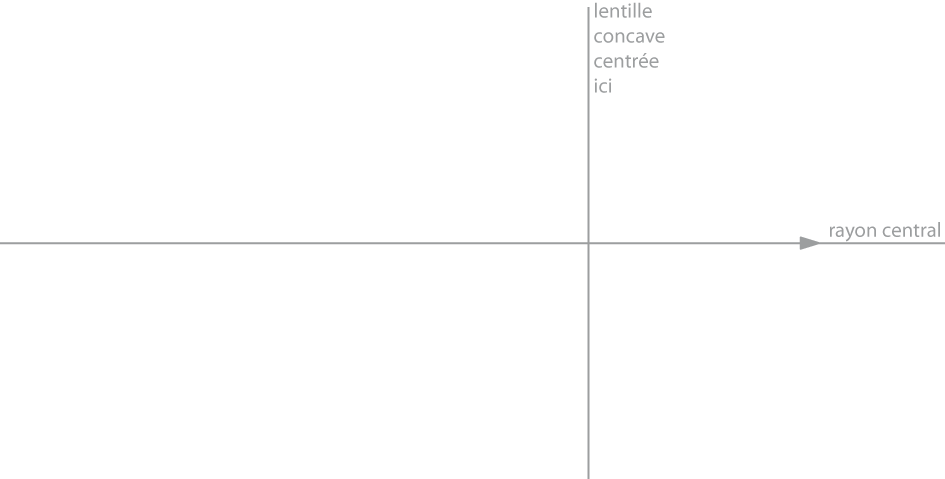 lentille
concave
centrée
ici
rayon central